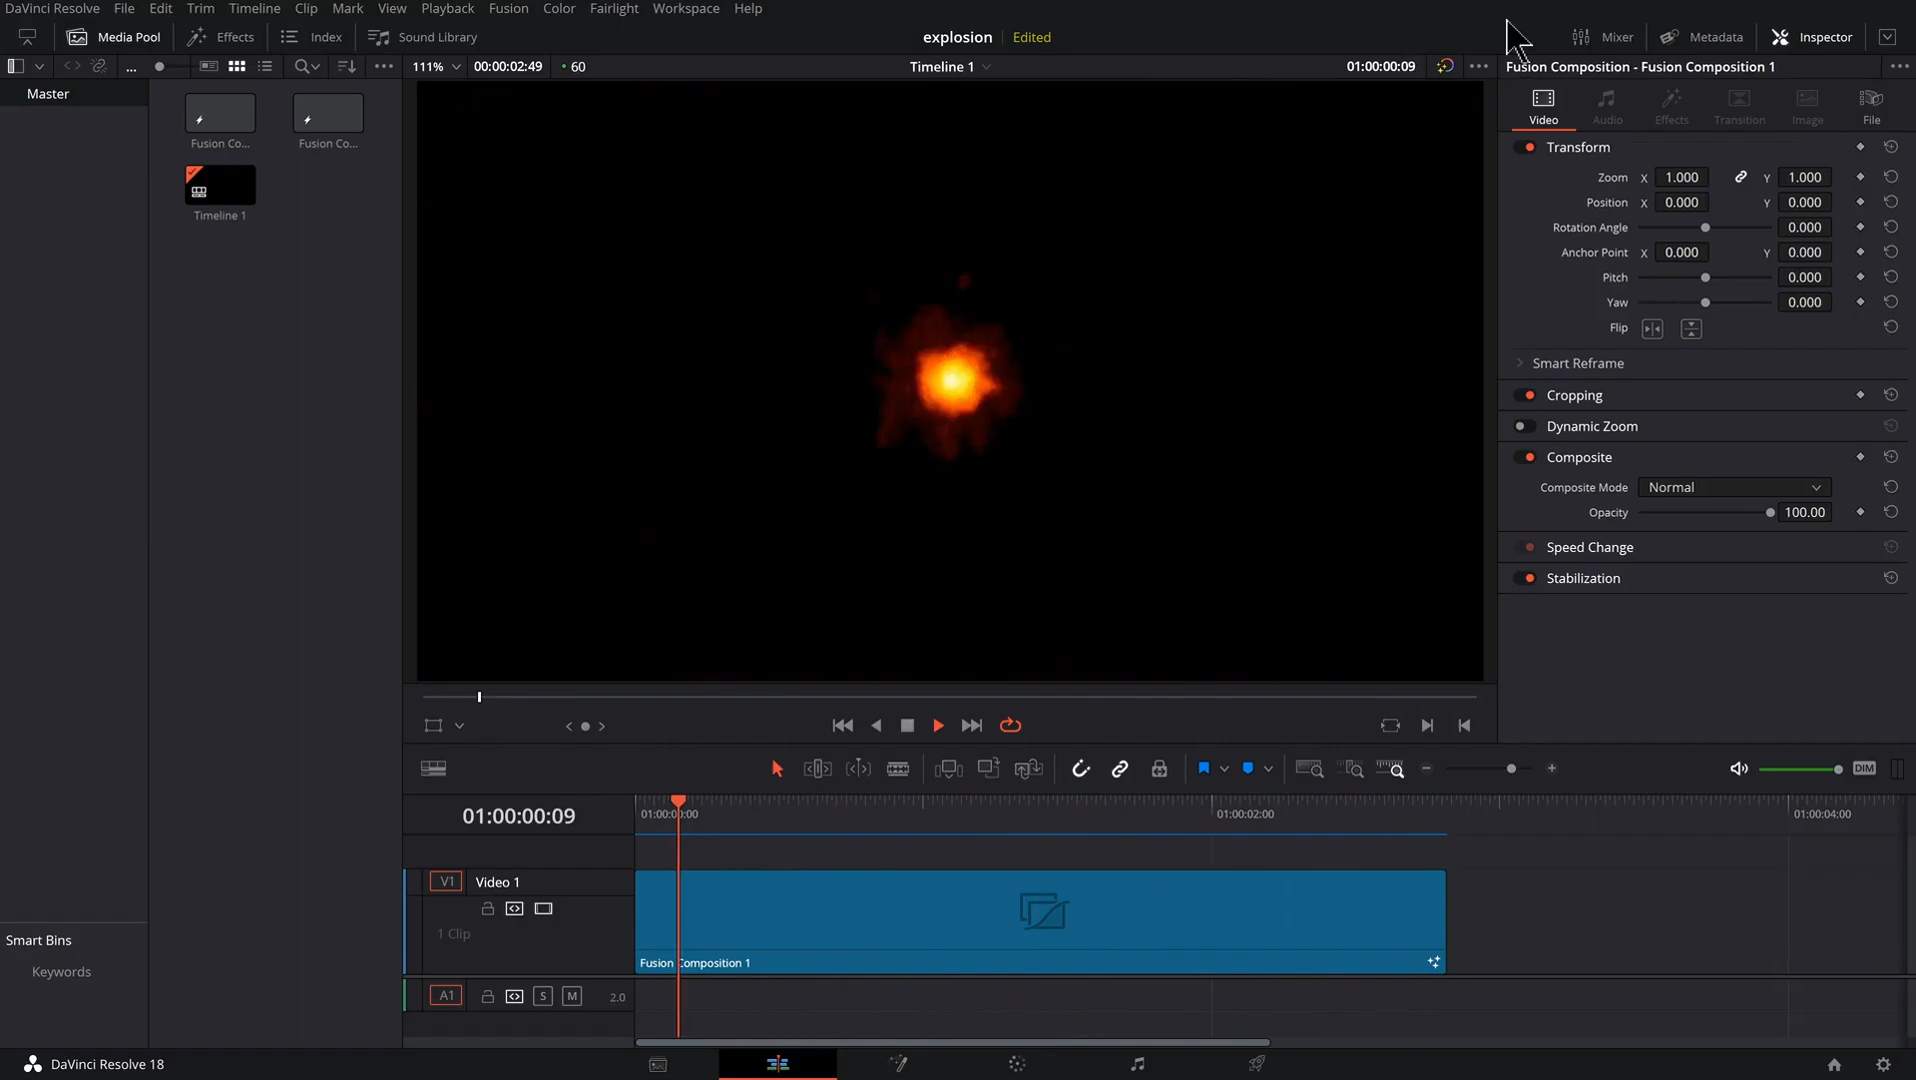 DaVinci Resolve File Edit Trim Timeline Clip Mark View Playback Fusion Color Fairlight Workspace Help
Media Pool Effects Index Sound Library explosion Edited Mixer Metadata Inspector
... 111% 00:00:02:49 60 Timeline 1 01:00:00:09 Fusion Composition - Fusion Composition 1
Master
Fusion Co... Fusion Co...
Timeline 1
Video Audio Effects Transition Image File
Transform
Zoom X 1.000 Y 1.000
Position X 0.000 Y 0.000
Rotation Angle 0.000
Anchor Point X 0.000 Y 0.000
Pitch 0.000
Yaw 0.000
Flip
Smart Reframe
Cropping
Dynamic Zoom
Composite
Composite Mode Normal
Opacity 100.00
Speed Change
Stabilization
DIM
01:00:00:09 01:00:00:00 01:00:02:00 01:00:04:00
V1 Video 1
1 Clip
Fusion Composition 1
A1 S M 2.0
Smart Bins
Keywords
DaVinci Resolve 18